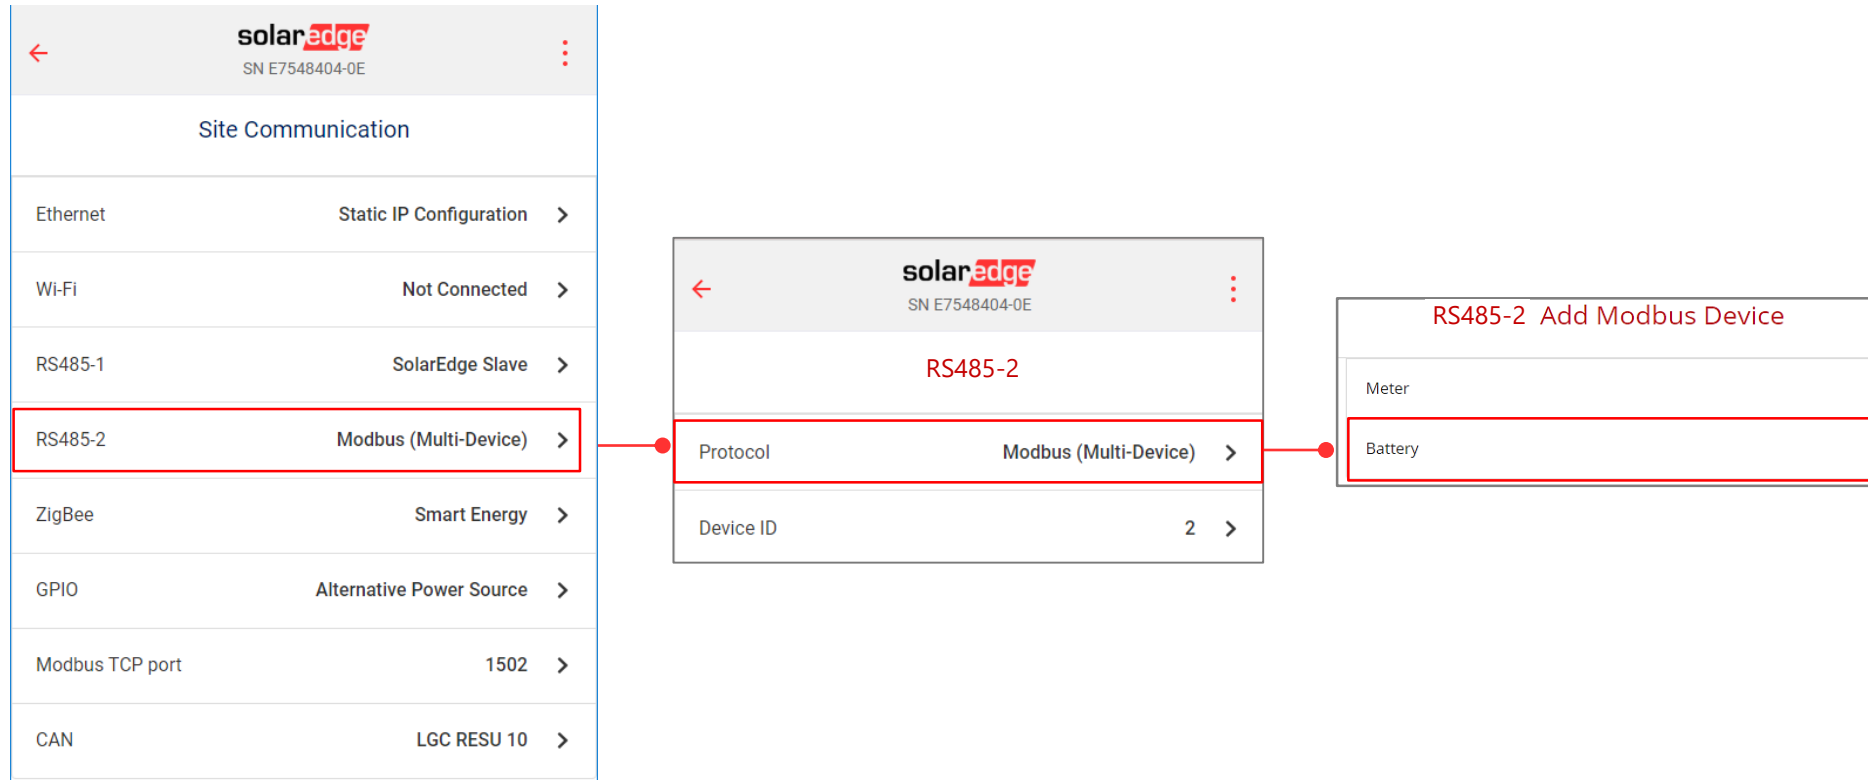 solaredge
SN E7548404-0E
Site Communication
Ethernet Static IP Configuration
Wi-Fi Not Connected
RS485-1 SolarEdge Slave
RS485-2 Modbus (Multi-Device)
ZigBee Smart Energy
GPIO Alternative Power Source
Modbus TCP port 1502
CAN LGC RESU 10
solaredge
SN E7548404-0E
RS485-2
Protocol Modbus (Multi-Device)
Device ID 2
RS485-2 Add Modbus Device
Meter
Battery